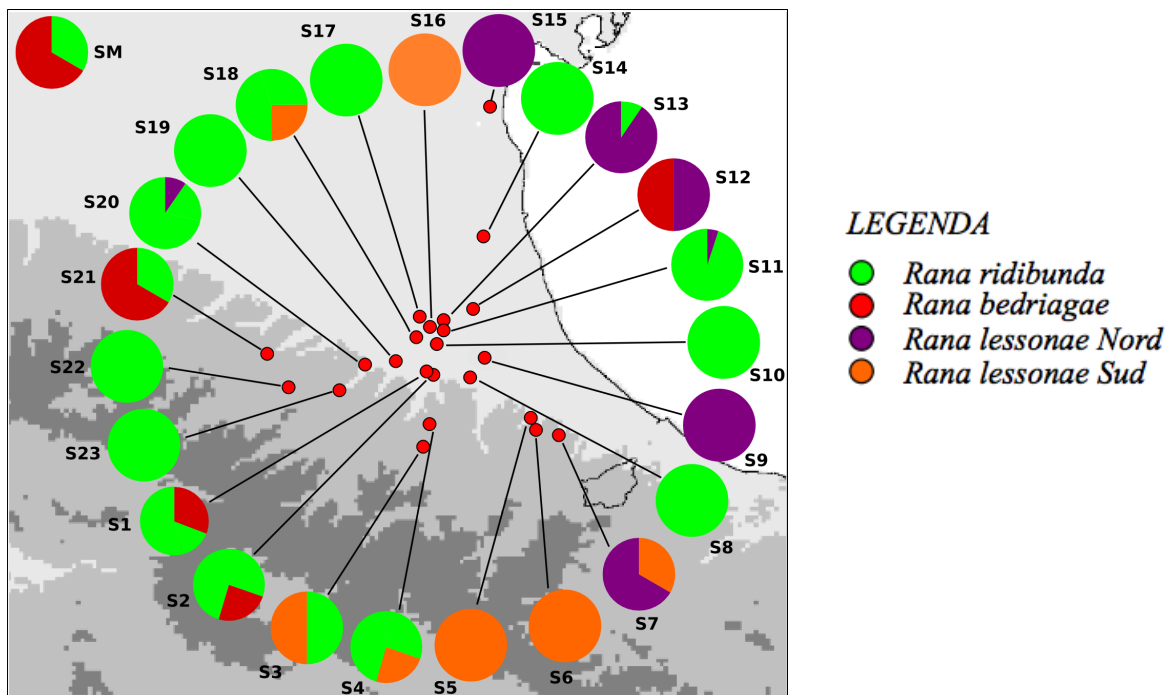 SM
S15
S16
S17
S14
S18
S13
S19
S12
S20
S11
S21
S22
S10
S23
S9
S1
S8
S2
S7
S3
S4
S5
S6
LEGENDA
Rana ridibunda
Rana bedriagae
Rana lessonae Nord
Rana lessonae Sud